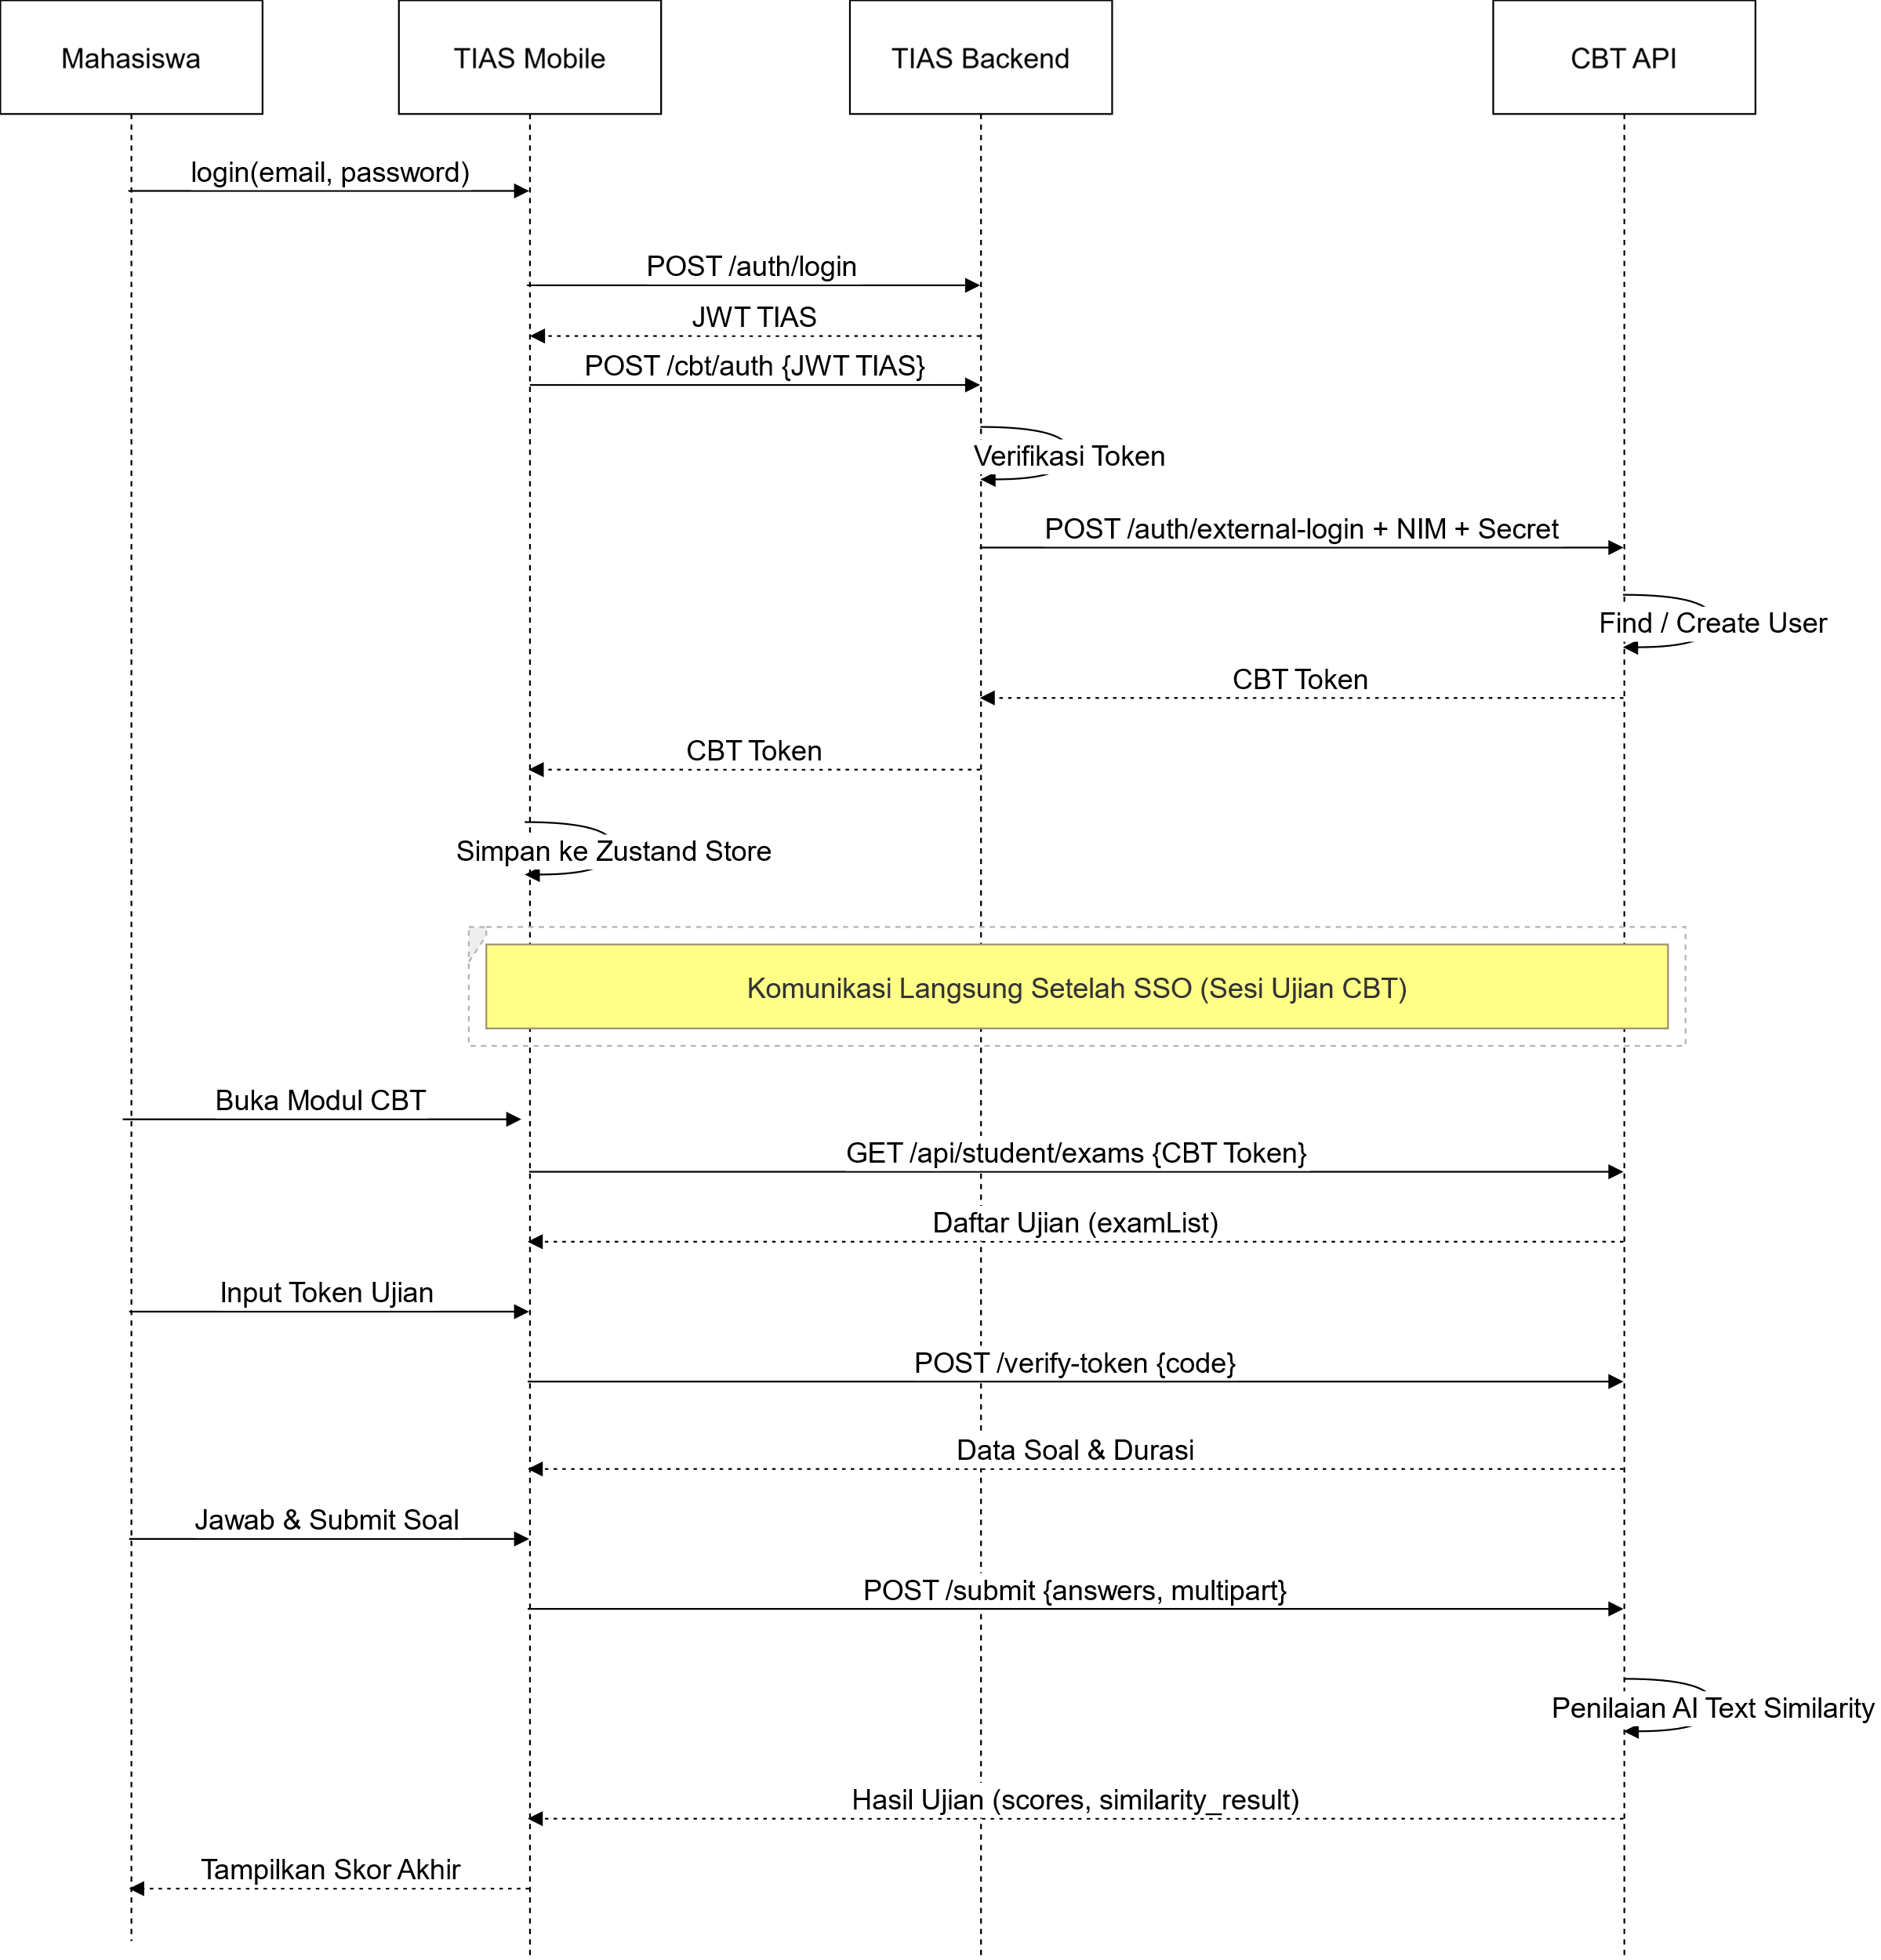 Mahasiswa
TIAS Mobile
TIAS Backend
CBT API
login(email, password)
POST /auth/login
JWT TIAS
POST /cbt/auth {JWT TIAS}
Verifikasi Token
POST /auth/external-login + NIM + Secret
Find / Create User
CBT Token
CBT Token
Simpan ke Zustand Store
Komunikasi Langsung Setelah SSO (Sesi Ujian CBT)
Buka Modul CBT
GET /api/student/exams {CBT Token}
Daftar Ujian (examList)
Input Token Ujian
POST /verify-token {code}
Data Soal & Durasi
Jawab & Submit Soal
POST /submit {answers, multipart}
Penilaian AI Text Similarity
Hasil Ujian (scores, similarity_result)
Tampilkan Skor Akhir